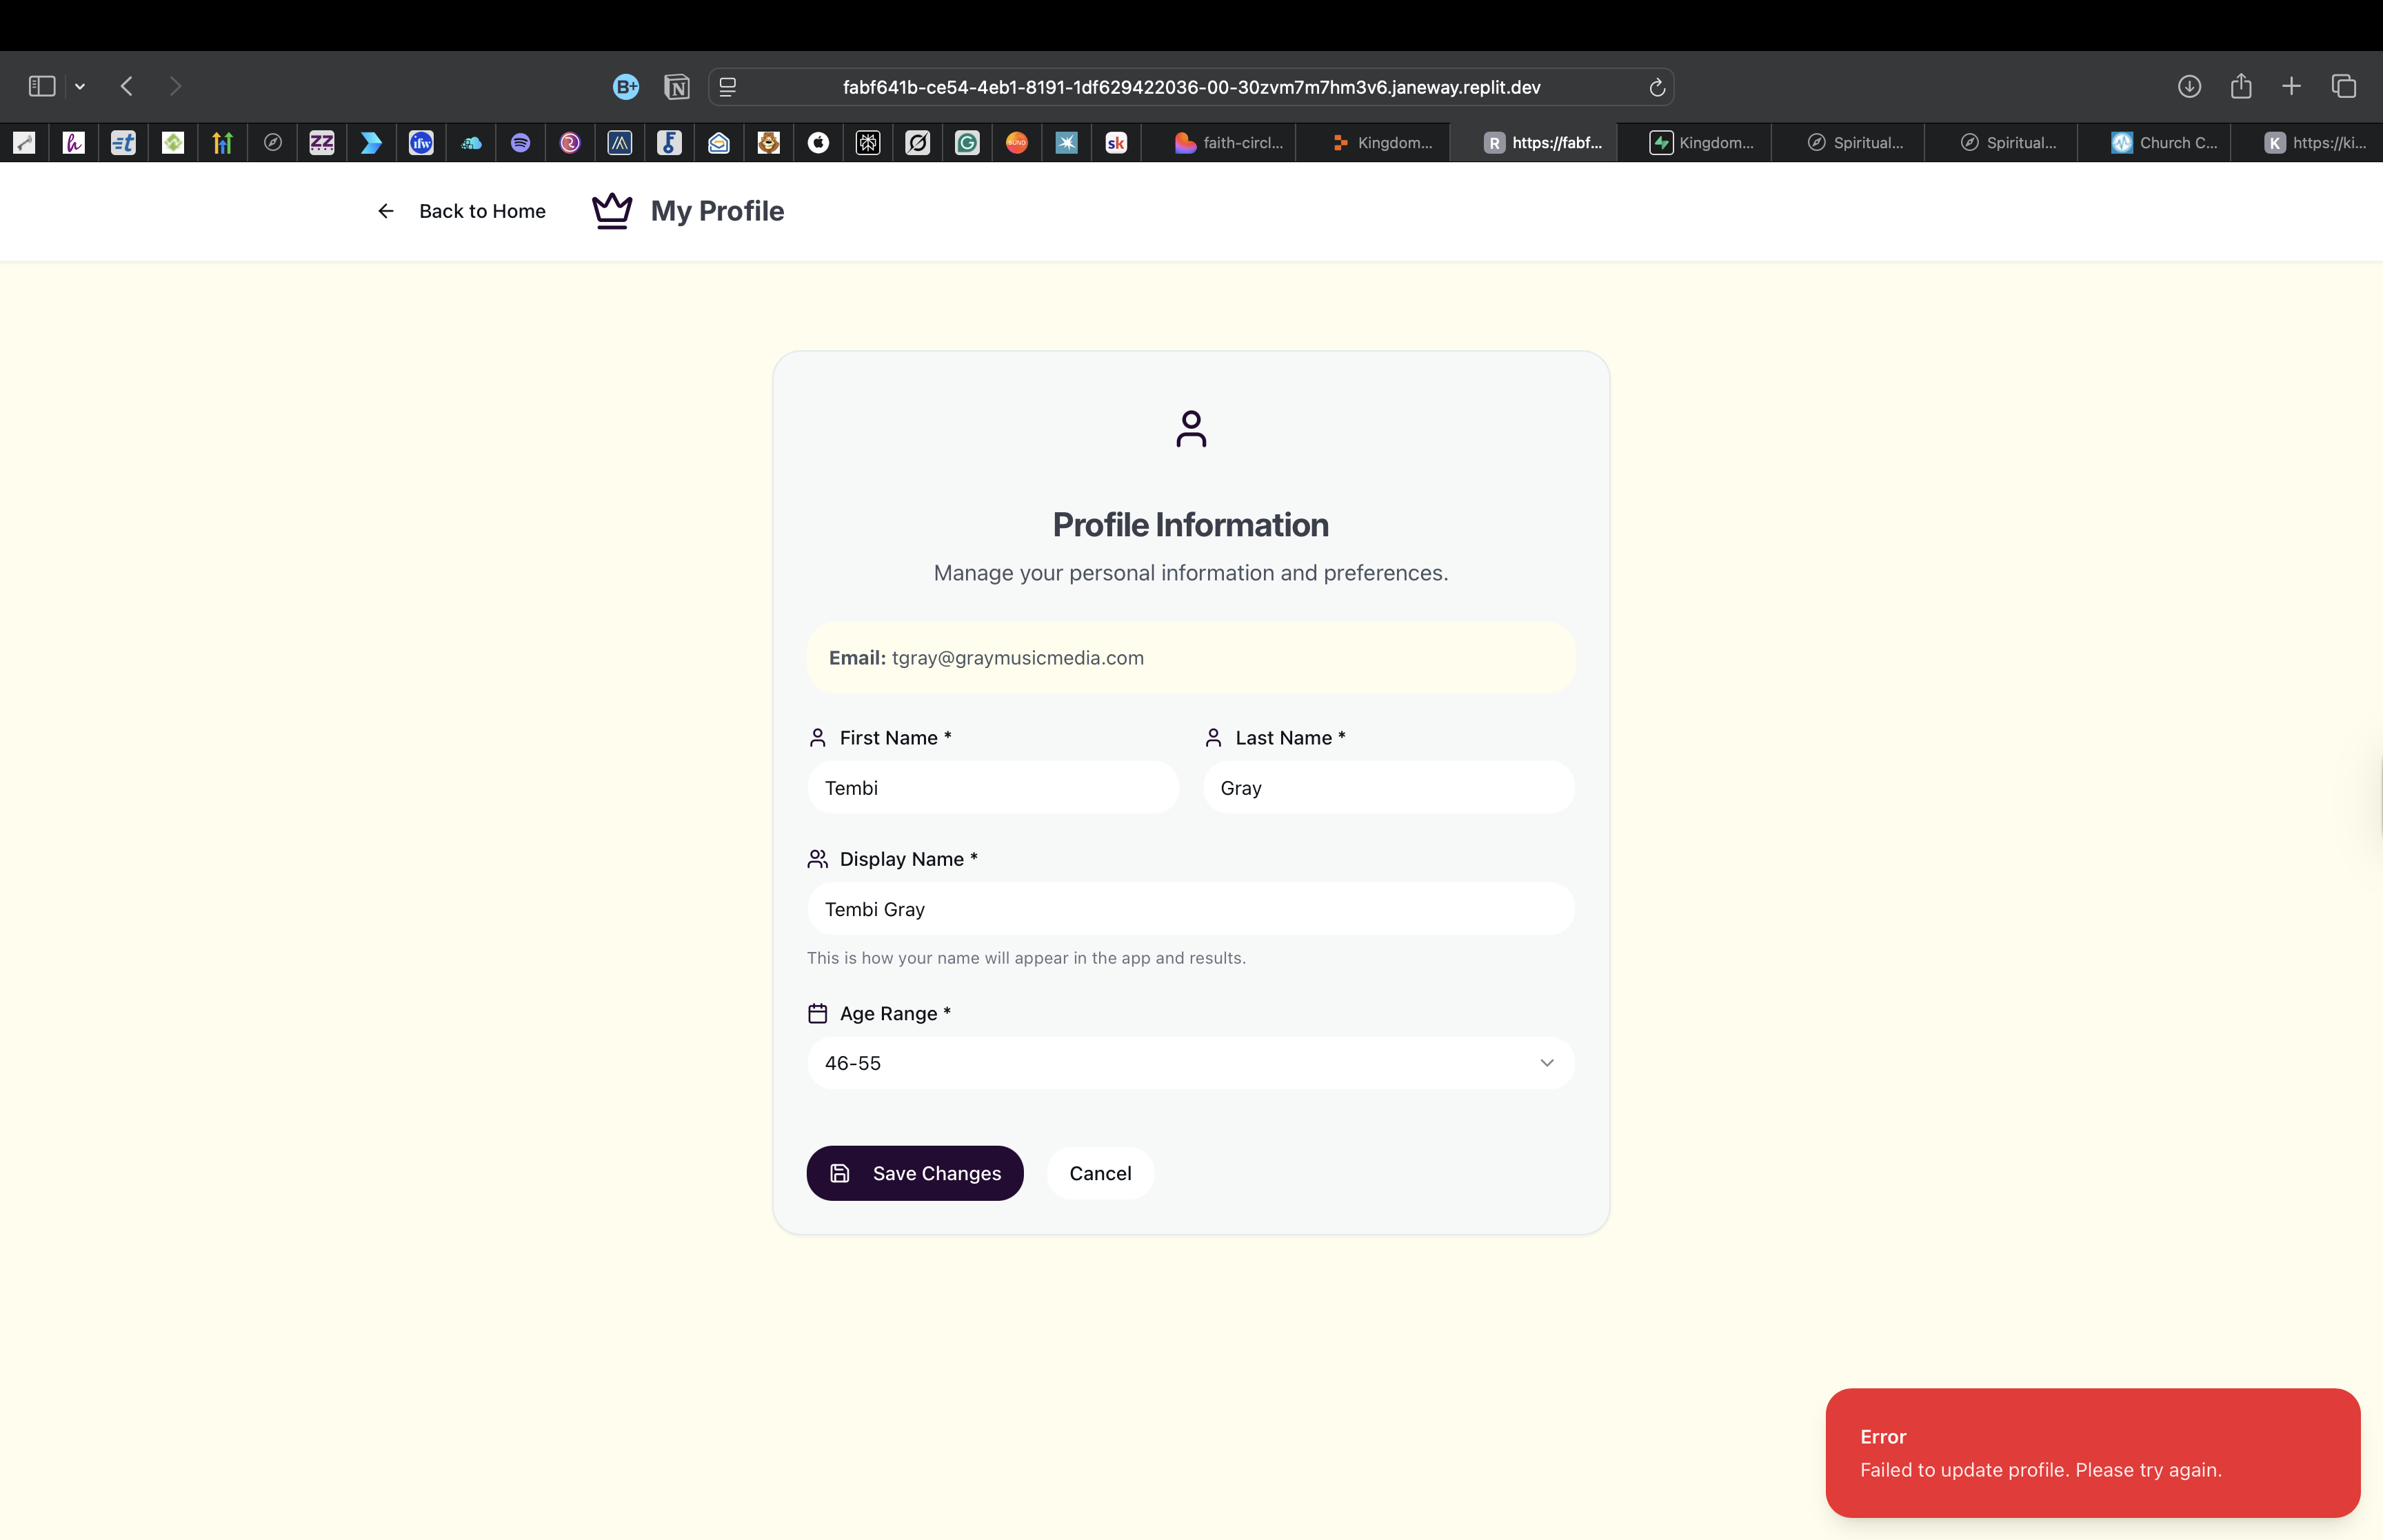 B+
N
fabf641b-ce54-4eb1-8191-1df629422036-00-30zvm7m7hm3v6.janeway.replit.dev
h
t
ZZ
ifw
G
sk
faith-circl...
Kingdom...
R https://fabf...
Kingdom...
Spiritual...
Spiritual...
Church C...
K https://ki...
Back to Home
My Profile
Profile Information
Manage your personal information and preferences.
Email: tgray@graymusicmedia.com
First Name *
Last Name *
Tembi
Gray
Display Name *
Tembi Gray
This is how your name will appear in the app and results.
Age Range *
46-55
Save Changes
Cancel
Error
Failed to update profile. Please try again.